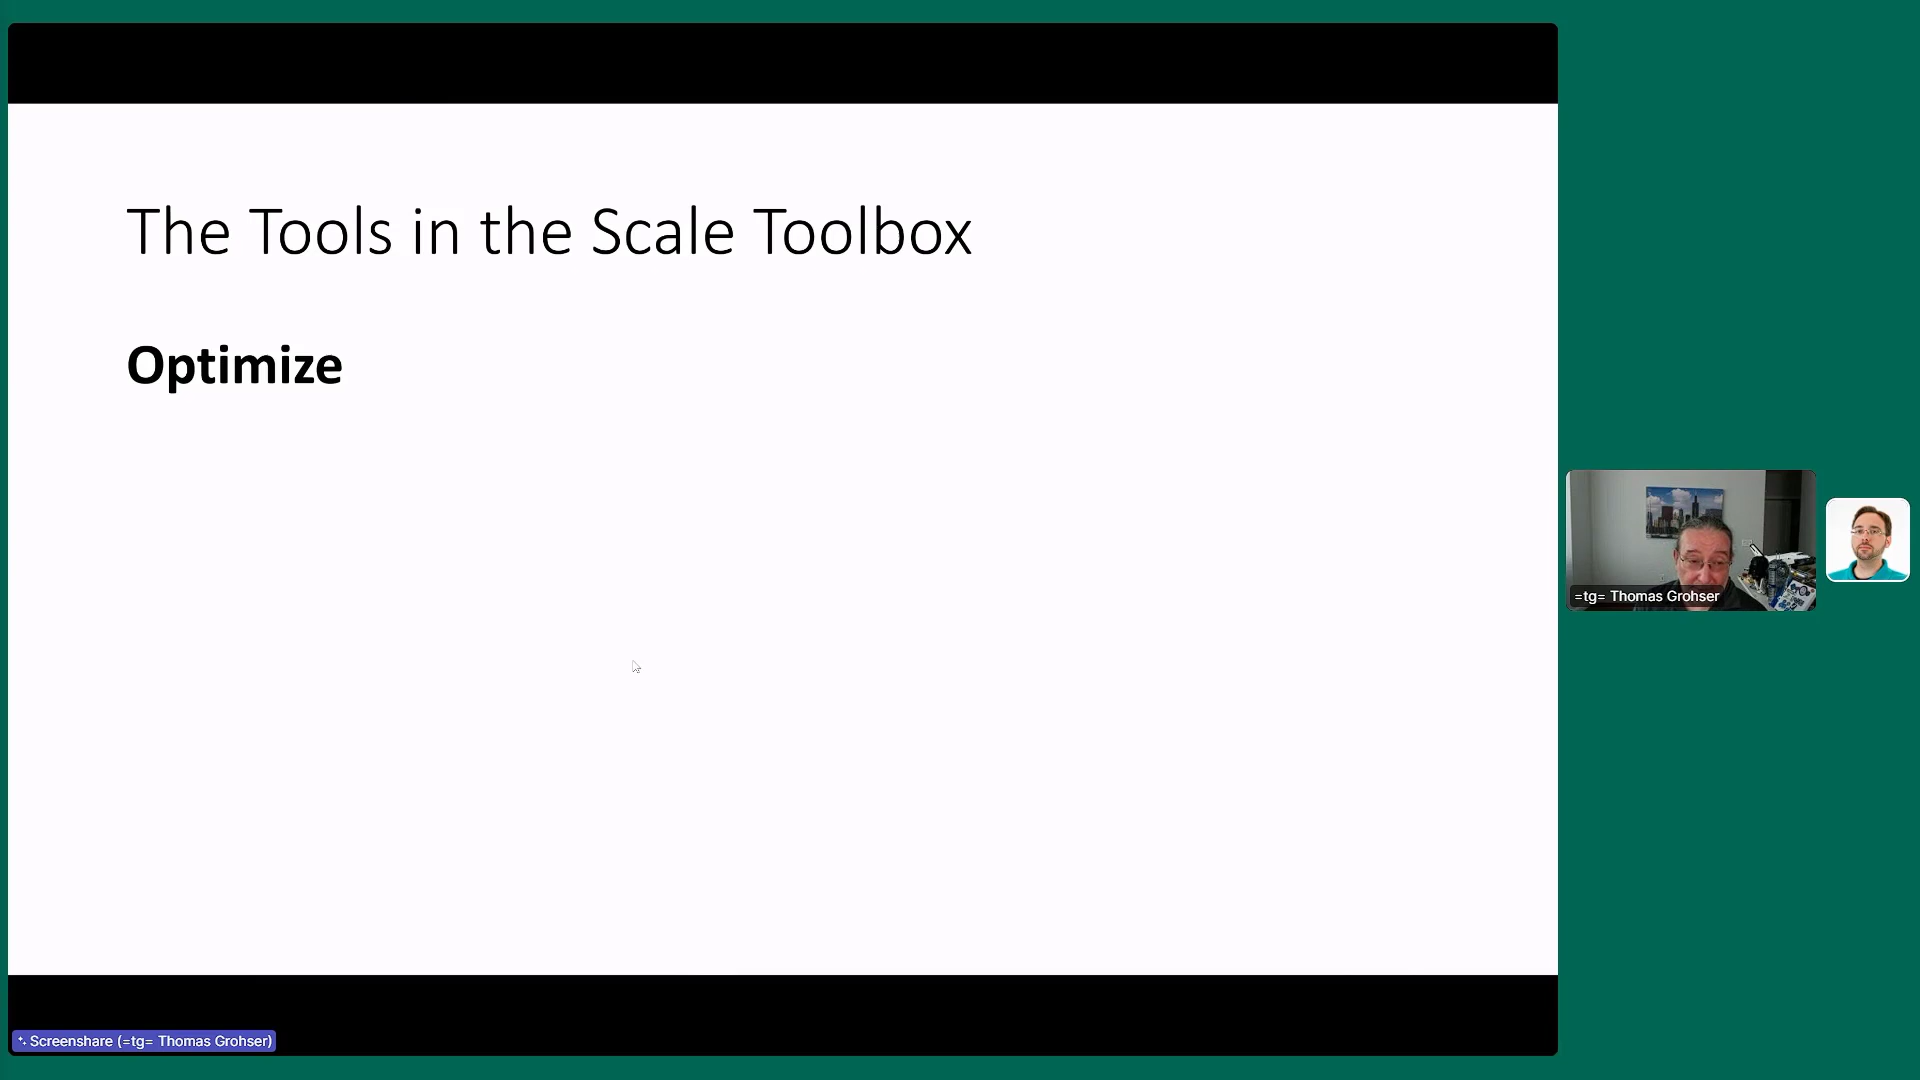 The Tools in the Scale Toolbox
Optimize
=tg= Thomas Grohser
Screenshare (=tg= Thomas Grohser)